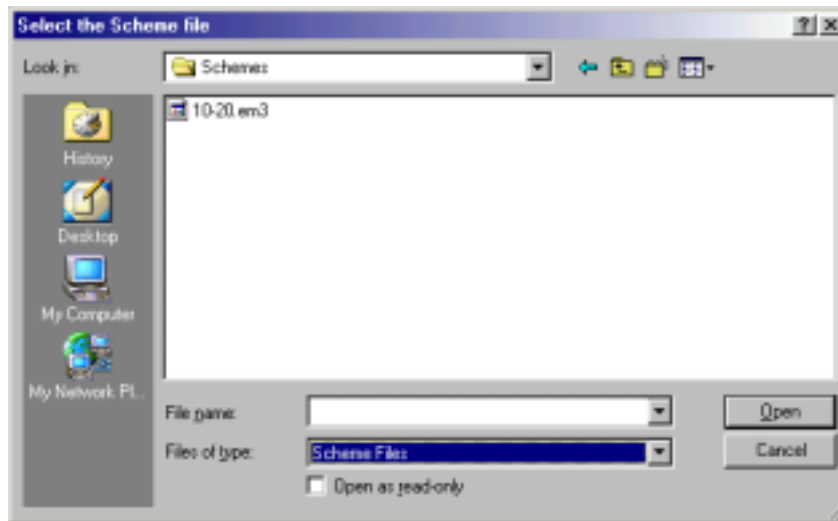 Select the Scheme file
Look in:
Schemes
History
Desktop
My Computer
My Network Pl...
10-20.em3
File name:
Open
Files of type:
Scheme Files
Cancel
Open as read-only